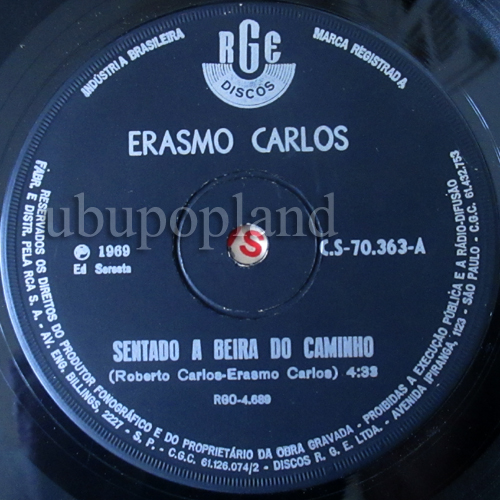 INDÚSTRIA BRASILEIRA
RGE
DISCOS
MARCA REGISTRADA
ERASMO CARLOS
ubupopland
℗ 1969
Ed Seresta
C.S-70.363-A
SENTADO A BEIRA DO CAMINHO
(Roberto Carlos-Erasmo Carlos) 4:33
RGO-4.689
RESERVADOS OS DIREITOS DO PRODUTOR FONOGRÁFICO E DO PROPRIETÁRIO DA OBRA GRAVADA - PROIBIDAS A EXECUÇÃO PÚBLICA E A RÁDIO-DIFUSÃO
FABR. E DISTR. PELA RCA S. A. - AV. ENG. BILLINGS, 2227 - S. P. - C.G.C. 61.126.074/2 - DISCOS R. G. E. LTDA. - AVENIDA IPIRANGA, 1123 - SÃO PAULO - C.G.C. 61.432.753